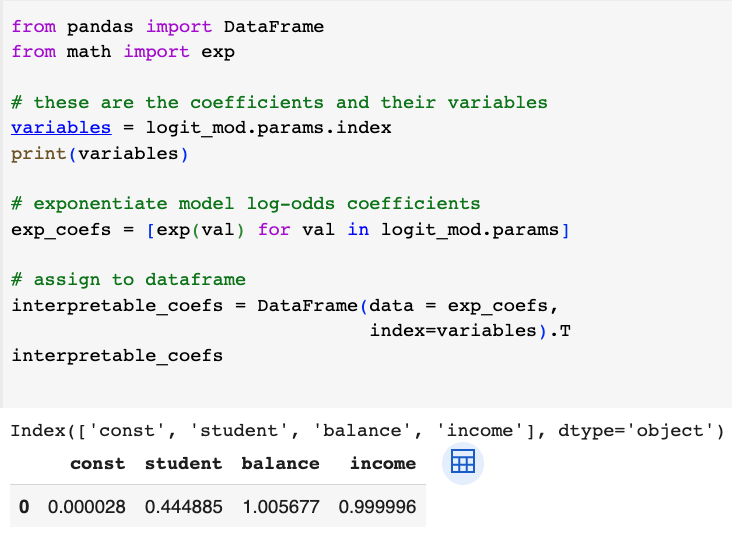 from pandas import DataFrame
from math import exp
# these are the coefficients and their variables
variables = logit_mod.params.index
print(variables)
# exponentiate model log-odds coefficients
exp_coefs = [exp(val) for val in logit_mod.params]
# assign to dataframe
interpretable_coefs = DataFrame(data = exp_coefs,
index=variables).T
interpretable_coefs
Index(['const', 'student', 'balance', 'income'], dtype='object')
const student balance income
0 0.000028 0.444885 1.005677 0.999996